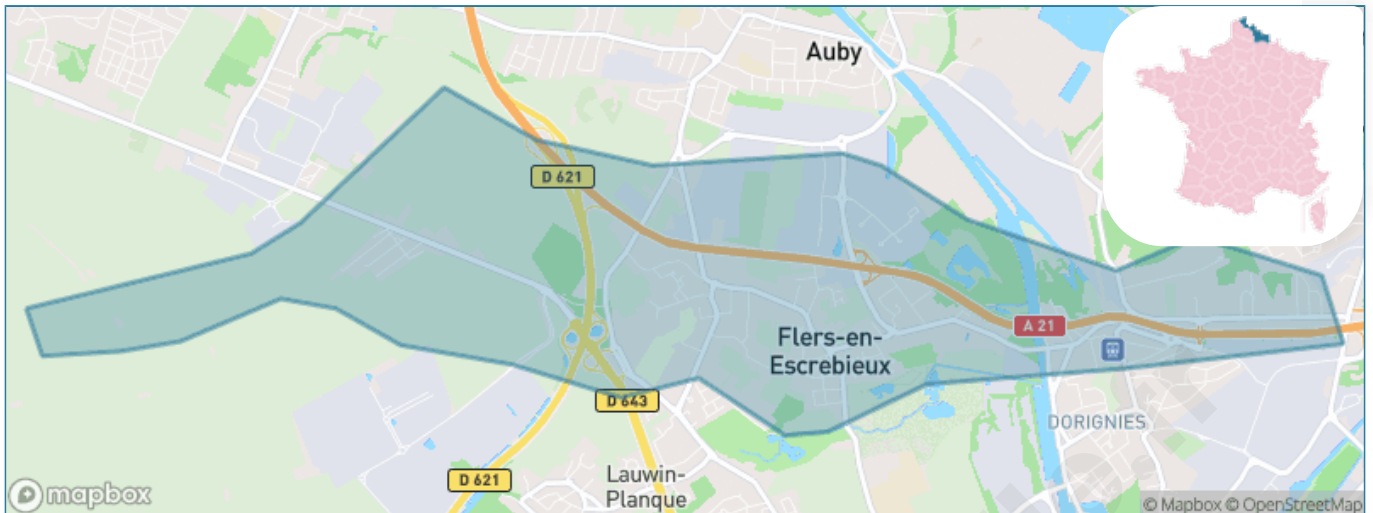 Auby
D 621
Flers-en-
Escrebieux
A 21
D 643
DORIGNIES
D 621
Lauwin-
Planque
mapbox
© Mapbox © OpenStreetMap